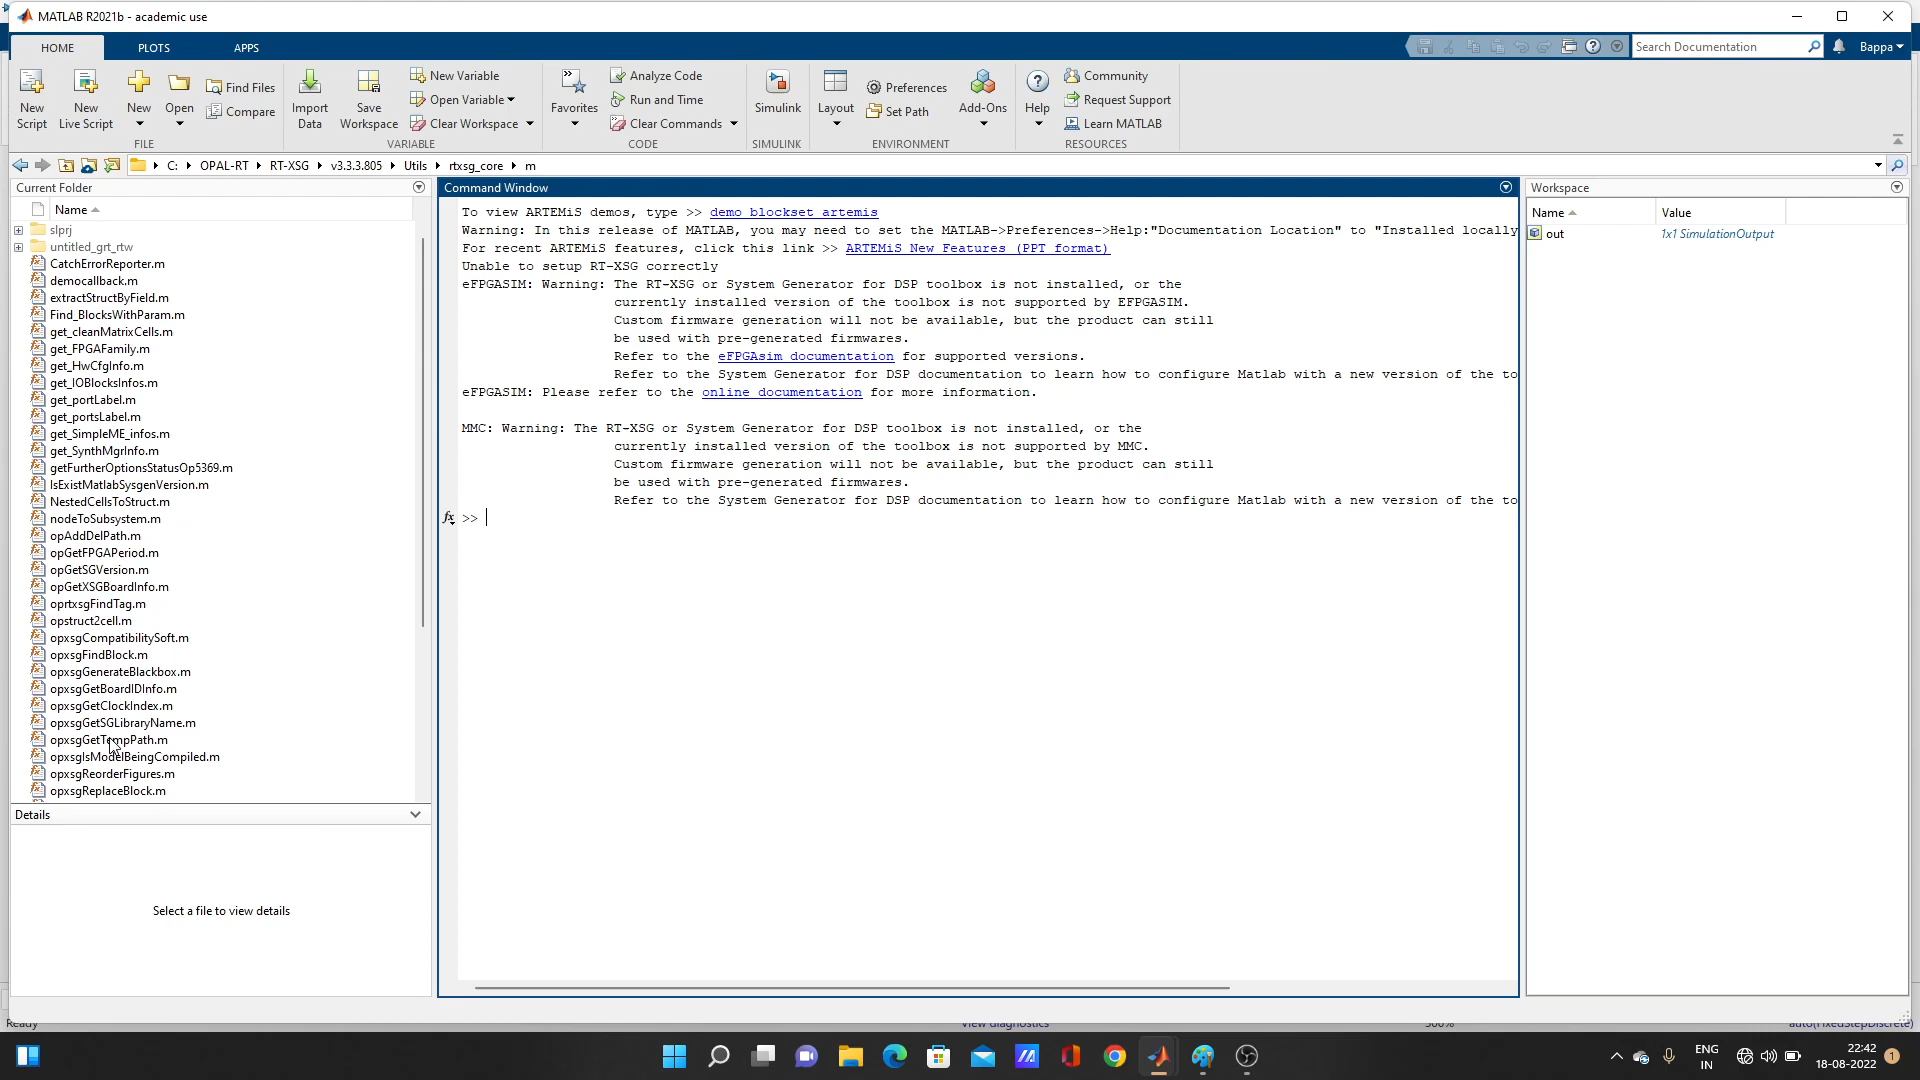 MATLAB R2021b - academic use
HOME PLOTS APPS
Search Documentation
Bappa
New Script
New Live Script
New
Open
Find Files
Compare
FILE
Import Data
Save Workspace
New Variable
Open Variable
Clear Workspace
VARIABLE
Favorites
Analyze Code
Run and Time
Clear Commands
CODE
Simulink
SIMULINK
Layout
Preferences
Set Path
Add-Ons
ENVIRONMENT
Help
Community
Request Support
Learn MATLAB
RESOURCES
C: OPAL-RT RT-XSG v3.3.3.805 Utils rtxsg_core m
Current Folder
Name
slprj
untitled_grt_rtw
CatchErrorReporter.m
democallback.m
extractStructByField.m
Find_BlocksWithParam.m
get_cleanMatrixCells.m
get_FPGAFamily.m
get_HwCfgInfo.m
get_IOBlocksInfos.m
get_portLabel.m
get_portsLabel.m
get_SimpleME_infos.m
get_SynthMgrInfo.m
getFurtherOptionsStatusOp5369.m
IsExistMatlabSysgenVersion.m
NestedCellsToStruct.m
nodeToSubsystem.m
opAddDelPath.m
opGetFPGAPeriod.m
opGetSGVersion.m
opGetXSGBoardInfo.m
oprtxsgFindTag.m
opstruct2cell.m
opxsgCompatibilitySoft.m
opxsgFindBlock.m
opxsgGenerateBlackbox.m
opxsgGetBoardIDInfo.m
opxsgGetClockIndex.m
opxsgGetSGLibraryName.m
opxsgGetTempPath.m
opxsgIsModelBeingCompiled.m
opxsgReorderFigures.m
opxsgReplaceBlock.m
Details
Select a file to view details
Command Window
To view ARTEMiS demos, type >> demo blockset artemis
Warning: In this release of MATLAB, you may need to set the MATLAB->Preferences->Help:"Documentation Location" to "Installed locally
For recent ARTEMiS features, click this link >> ARTEMiS New Features (PPT format)
Unable to setup RT-XSG correctly
eFPGASIM: Warning: The RT-XSG or System Generator for DSP toolbox is not installed, or the
currently installed version of the toolbox is not supported by EFPGASIM.
Custom firmware generation will not be available, but the product can still
be used with pre-generated firmwares.
Refer to the eFPGAsim documentation for supported versions.
Refer to the System Generator for DSP documentation to learn how to configure Matlab with a new version of the to
eFPGASIM: Please refer to the online documentation for more information.
MMC: Warning: The RT-XSG or System Generator for DSP toolbox is not installed, or the
currently installed version of the toolbox is not supported by MMC.
Custom firmware generation will not be available, but the product can still
be used with pre-generated firmwares.
Refer to the System Generator for DSP documentation to learn how to configure Matlab with a new version of the to
fx >>
Workspace
Name Value
out 1x1 SimulationOutput
Ready View diagnostics 300% auto(FixedStepDiscrete)
ENG
IN
22:42
18-08-2022
1